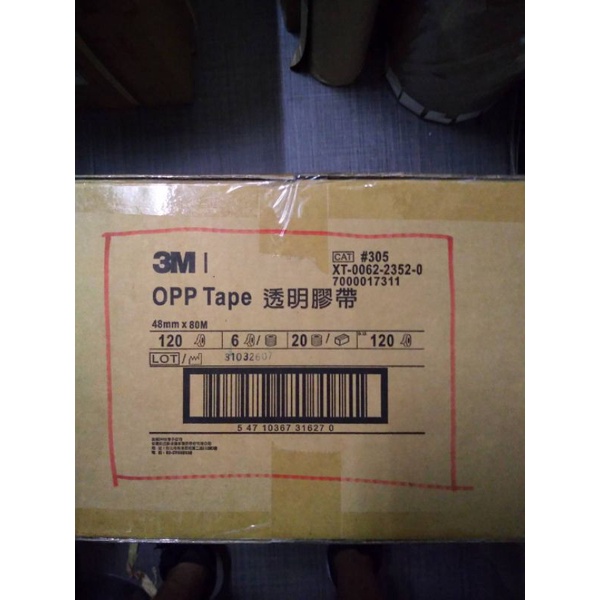 3M
CAT #305
XT-0062-2352-0
7000017311
OPP Tape 透明膠帶
48mm x 80M
120 6 / 20 / 120
LOT /
5 47 10367 31627 0